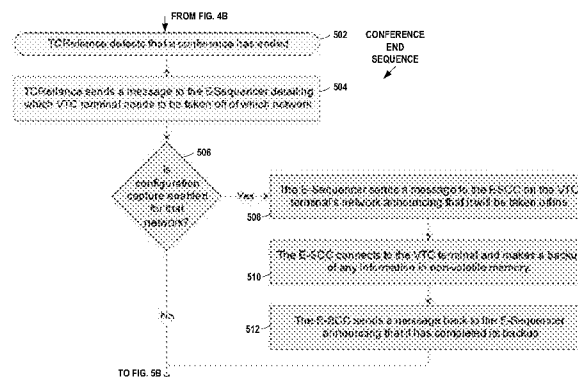 FROM FIG. 4B
TCReliance detects that a conference has ended
502
CONFERENCE
END
SEQUENCE
TCReliance sends a message to the E-Sequencer detailing
which VTC terminal needs to be taken off of which network
504
506
Is
configuration
capture enabled
for that
network?
Yes
The E-Sequencer sends a message to the E-SCC on the VTC
terminal's network announcing that it will be taken offline
508
The E-SCC connects to the VTC terminal and makes a backup
of any information in non-volatile memory.
510
The E-SCC sends a message back to the E-Sequencer
announcing that it has completed its backup
512
No
TO FIG. 5B